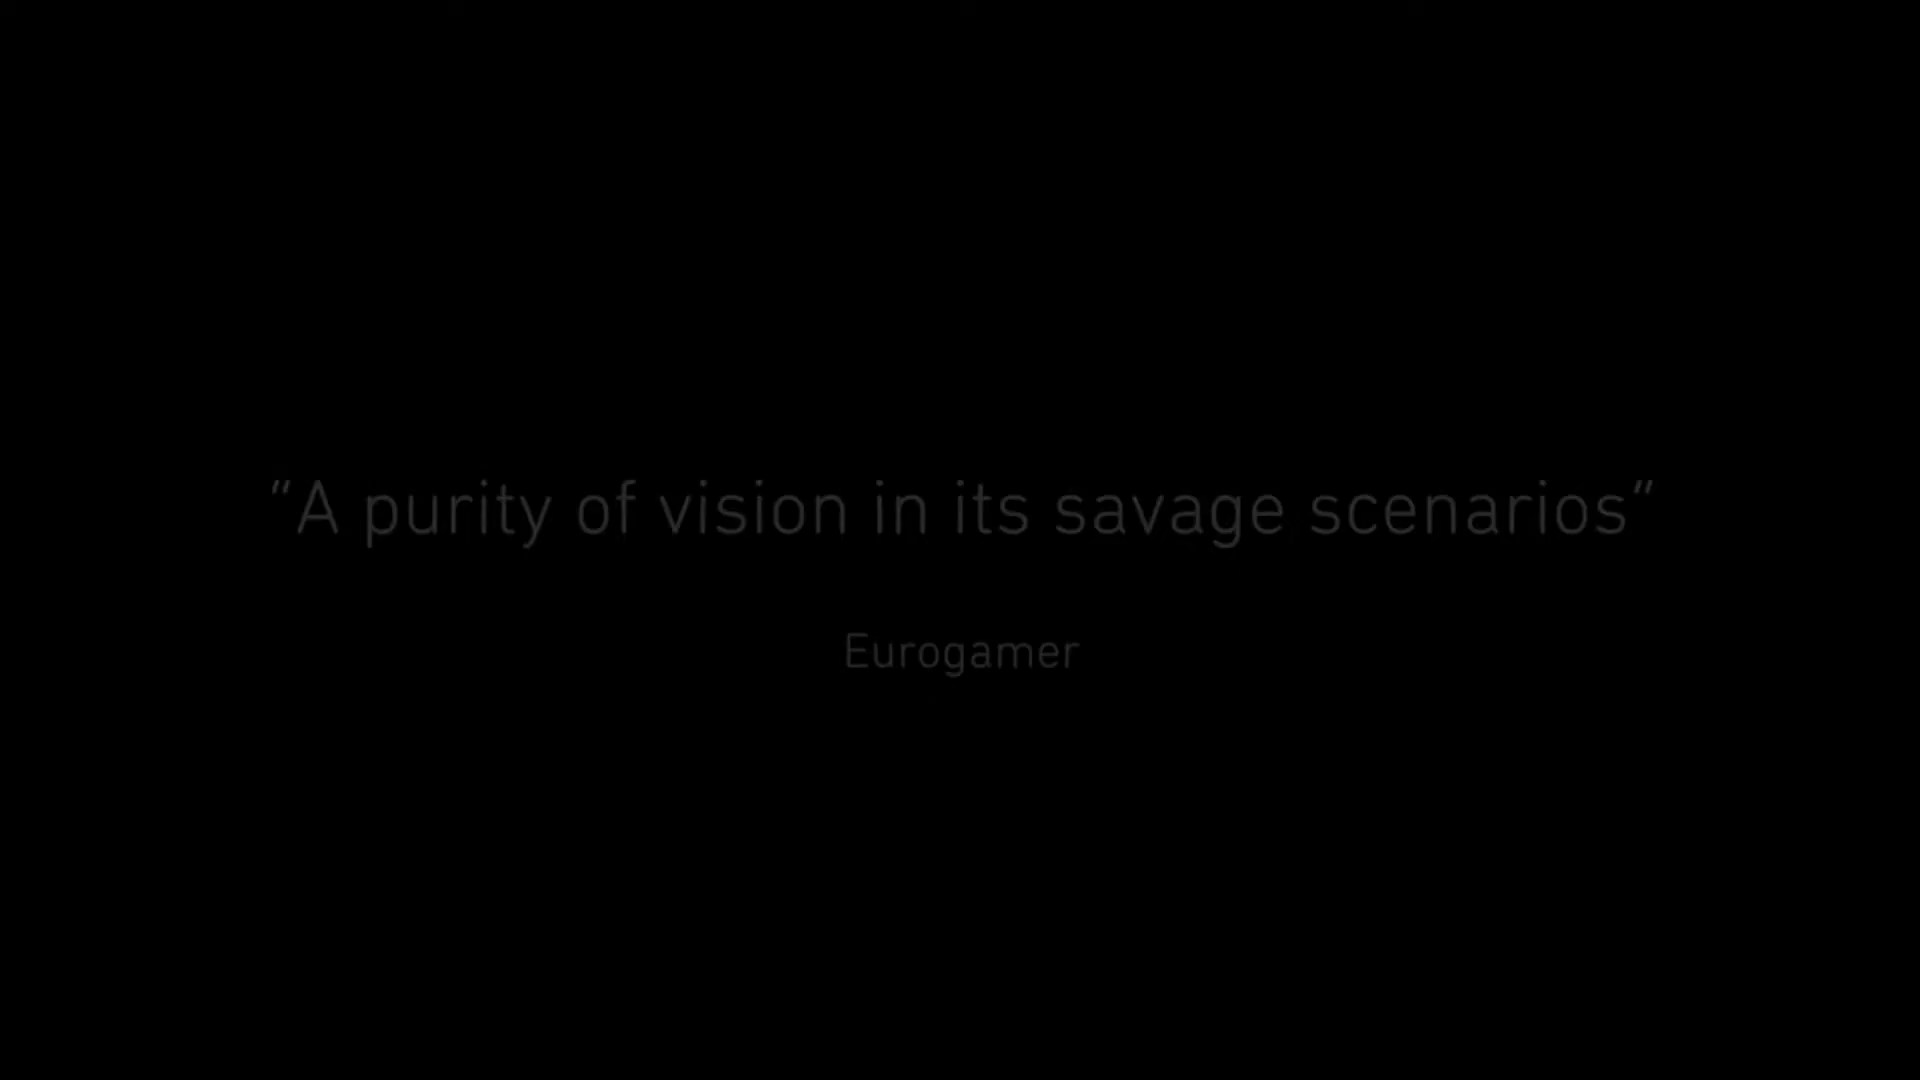 “A purity of vision in its savage scenarios”
Eurogamer